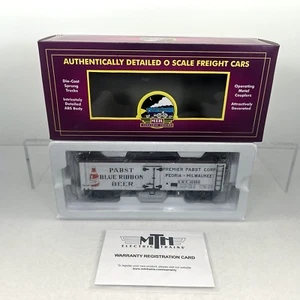 AUTHENTICALLY DETAILED O SCALE FREIGHT CARS
Die-Cast
Sprung
Trucks
Intricately
Detailed
ABS Body
Operating
Metal
Couplers
Attractively
Decorated
MTH
PABST
BLUE RIBBON
BEER
PREMIER PABST CORP.
PEORIA - MILWAUKEE
MTH
ELECTRIC TRAINS
WARRANTY REGISTRATION CARD